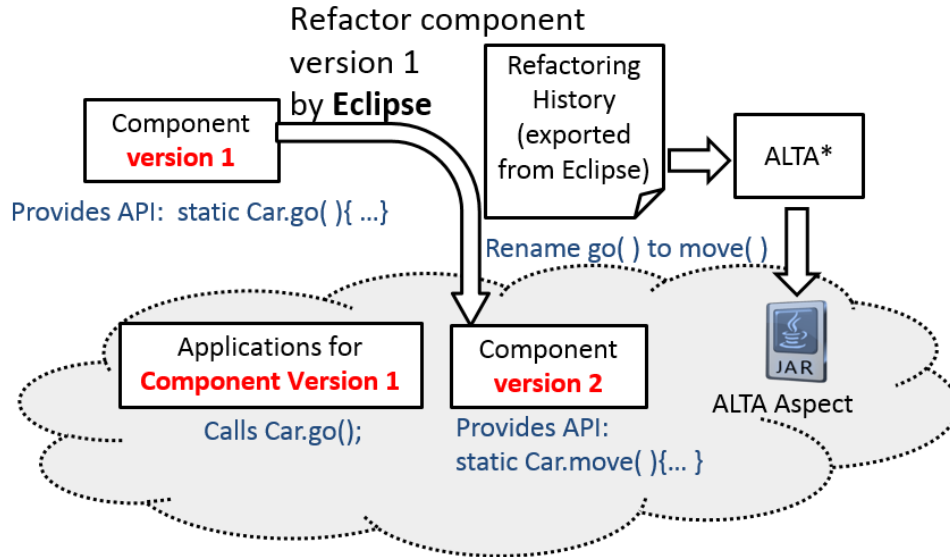 Refactor component
version 1
by Eclipse
Refactoring
History
(exported
from Eclipse)
Component
version 1
ALTA*
Provides API:  static Car.go( ){ ...}
Rename go( ) to move( )
Applications for
Component Version 1
Component
version 2
JAR
ALTA Aspect
Calls Car.go();
Provides API:
static Car.move( ){... }